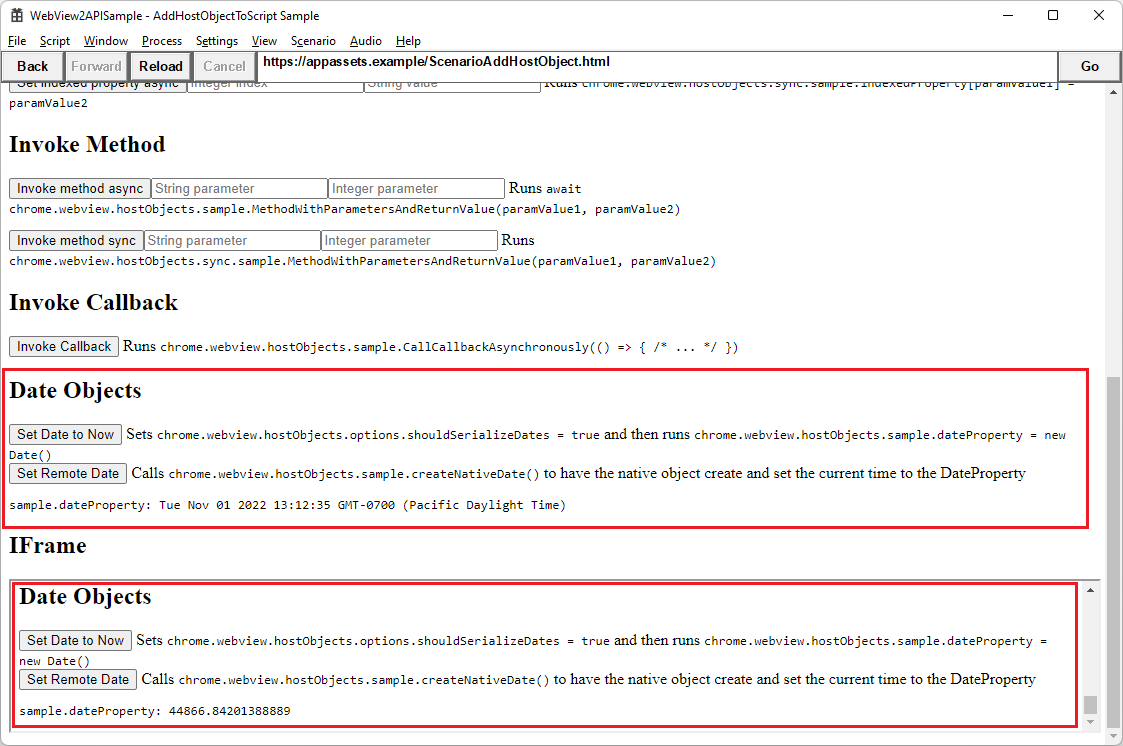 WebView2APISample - AddHostObjectToScript Sample
File Script Window Process Settings View Scenario Audio Help
Back Forward Reload Cancel https://appassets.example/ScenarioAddHostObject.html Go
Set indexed property async Integer index String value Runs chrome.webview.hostObjects.sync.sample.IndexedProperty[paramValue1] =
paramValue2
Invoke Method
Invoke method async String parameter Integer parameter Runs await
chrome.webview.hostObjects.sample.MethodWithParametersAndReturnValue(paramValue1, paramValue2)
Invoke method sync String parameter Integer parameter Runs
chrome.webview.hostObjects.sync.sample.MethodWithParametersAndReturnValue(paramValue1, paramValue2)
Invoke Callback
Invoke Callback Runs chrome.webview.hostObjects.sample.CallCallbackAsynchronously(() => { /* ... */ })
Date Objects
Set Date to Now Sets chrome.webview.hostObjects.options.shouldSerializeDates = true and then runs chrome.webview.hostObjects.sample.dateProperty = new
Date()
Set Remote Date Calls chrome.webview.hostObjects.sample.createNativeDate() to have the native object create and set the current time to the DateProperty
sample.dateProperty: Tue Nov 01 2022 13:12:35 GMT-0700 (Pacific Daylight Time)
IFrame
Date Objects
Set Date to Now Sets chrome.webview.hostObjects.options.shouldSerializeDates = true and then runs chrome.webview.hostObjects.sample.dateProperty =
new Date()
Set Remote Date Calls chrome.webview.hostObjects.sample.createNativeDate() to have the native object create and set the current time to the DateProperty
sample.dateProperty: 44866.84201388889